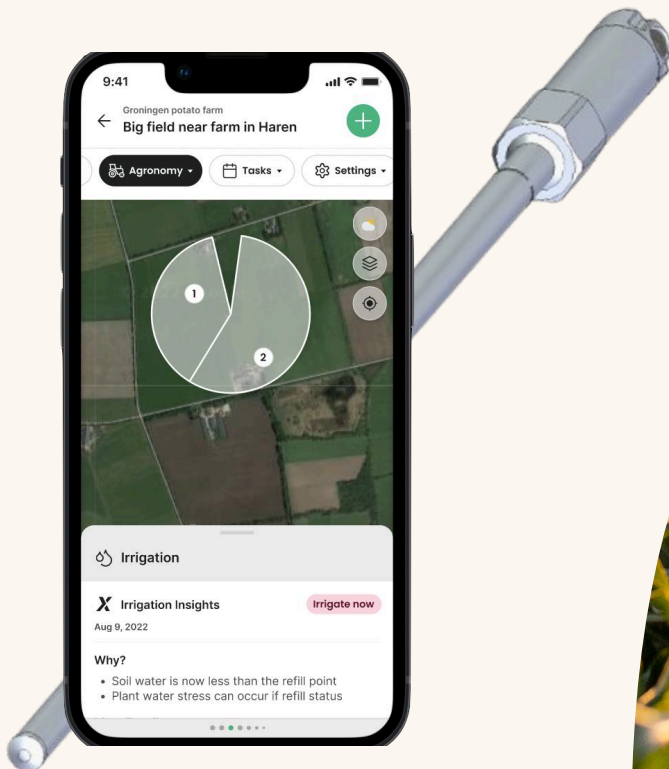 9:41
Groningen potato farm
Big field near farm in Haren
Agronomy
Tasks
Settings
1
2
Irrigation
X Irrigation Insights
Irrigate now
Aug 9, 2022
Why?
• Soil water is now less than the refill point
• Plant water stress can occur if refill status